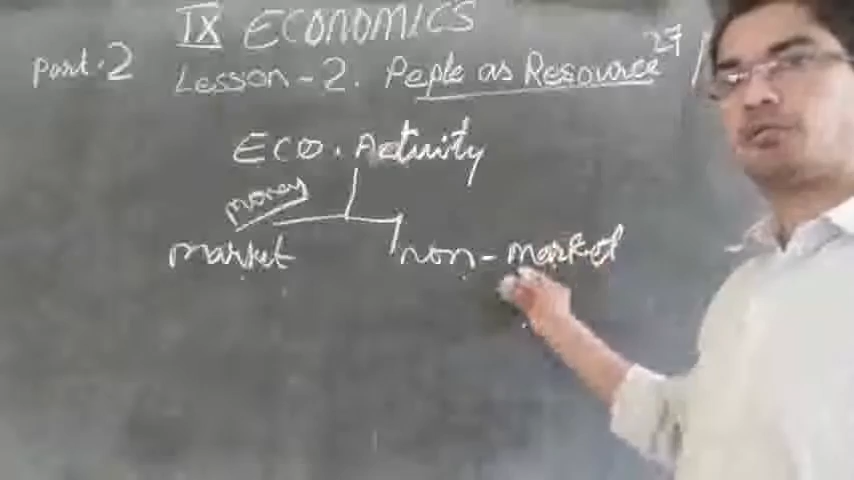 IX ECONOMICS
Part.2
Lesson-2. Peple as Resource 27/
Eco. Activity
money
market non-market